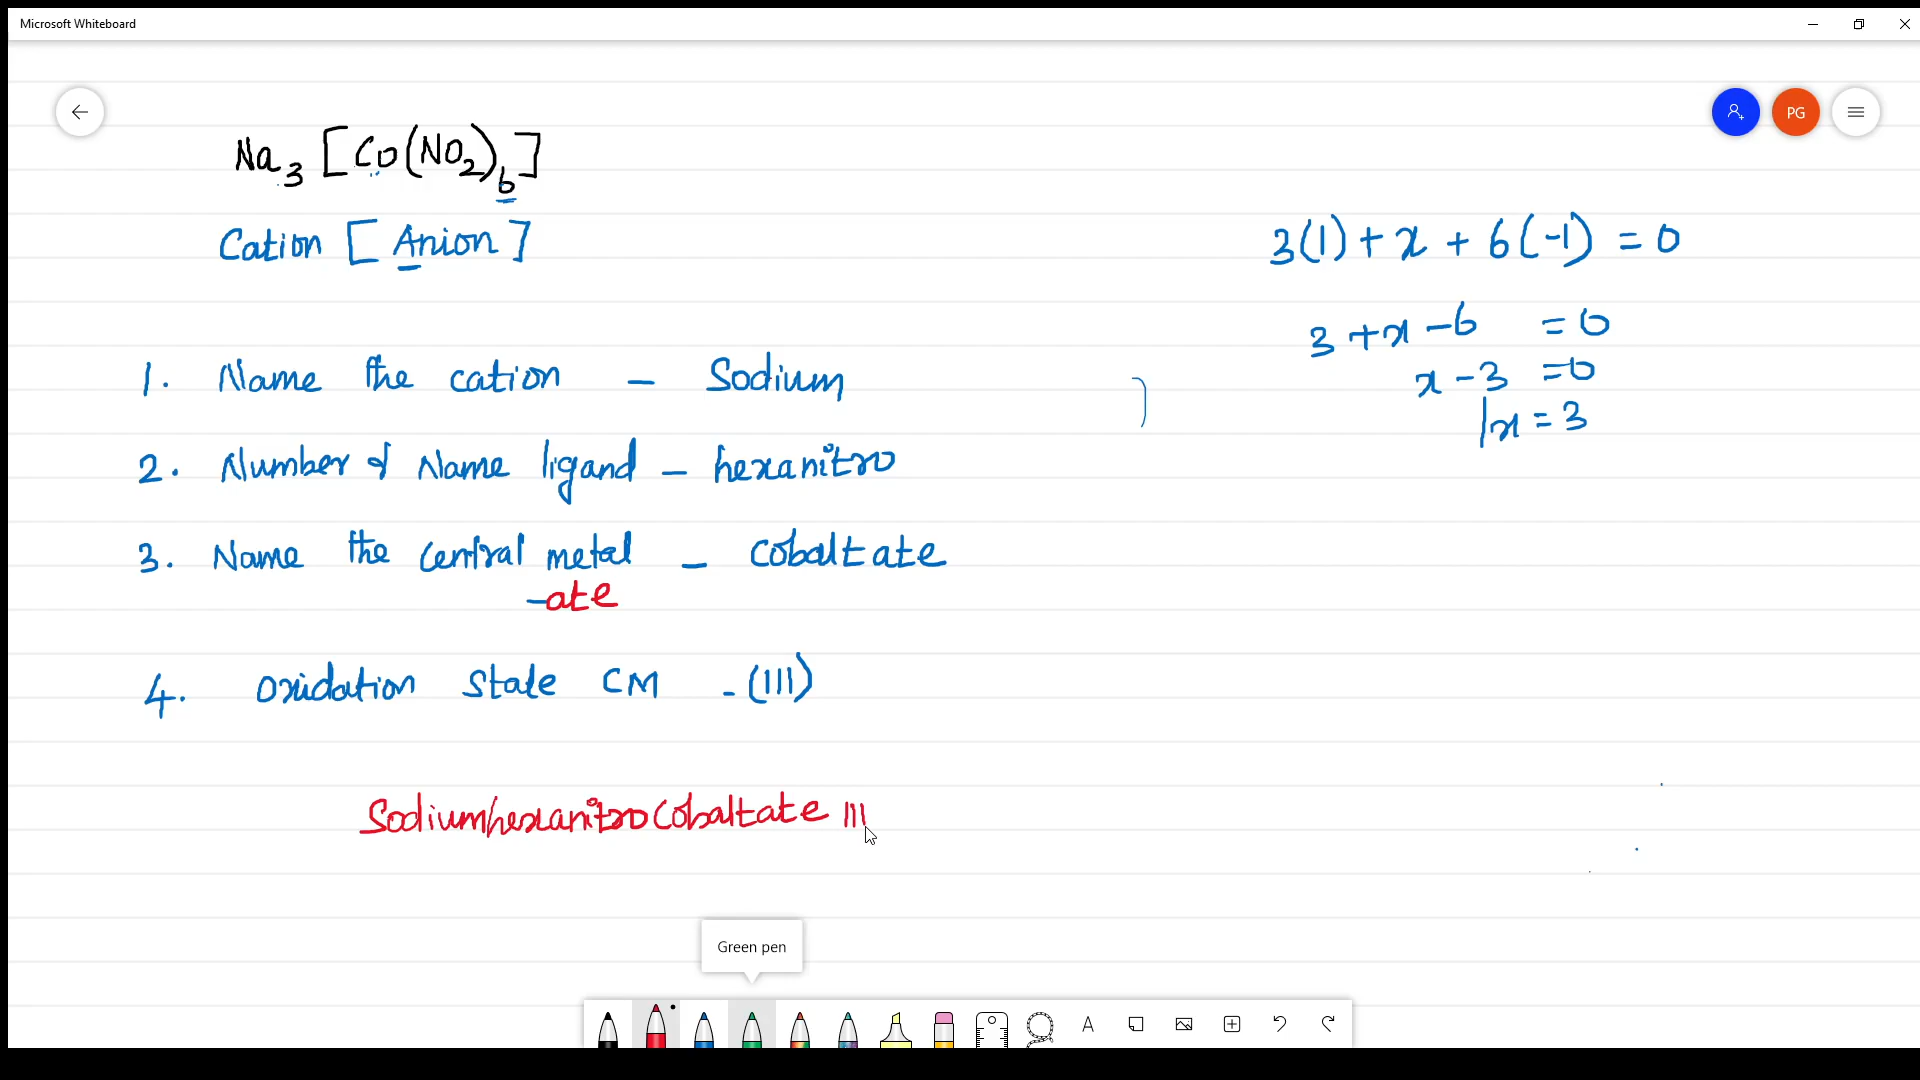 Microsoft Whiteboard
PG
Na₃ [Co(NO₂)₆]
Cation [Anion]
3(1) + x + 6(-1) = 0
3 + x - 6 = 0
x - 3 = 0
x = 3
1. Name the cation - Sodium
2. Number & Name ligand - hexanitro
3. Name the central metal - Cobaltate
-ate
4. Oxidation State CM - (III)
Sodiumhexanitrocobaltate III
Green pen
A